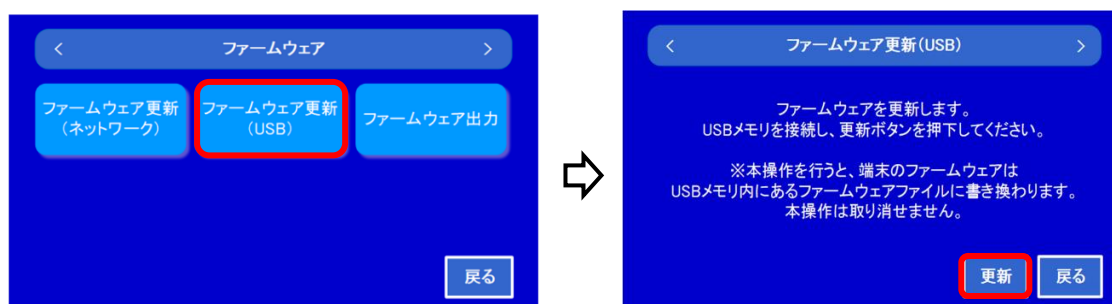 < ファームウェア >
ファームウェア更新
(ネットワーク)
ファームウェア更新
(USB)
ファームウェア出力
戻る
< ファームウェア更新(USB) >
ファームウェアを更新します。
USBメモリを接続し、更新ボタンを押下してください。
※本操作を行うと、端末のファームウェアは
USBメモリ内にあるファームウェアファイルに書き換わります。
本操作は取り消せません。
更新
戻る